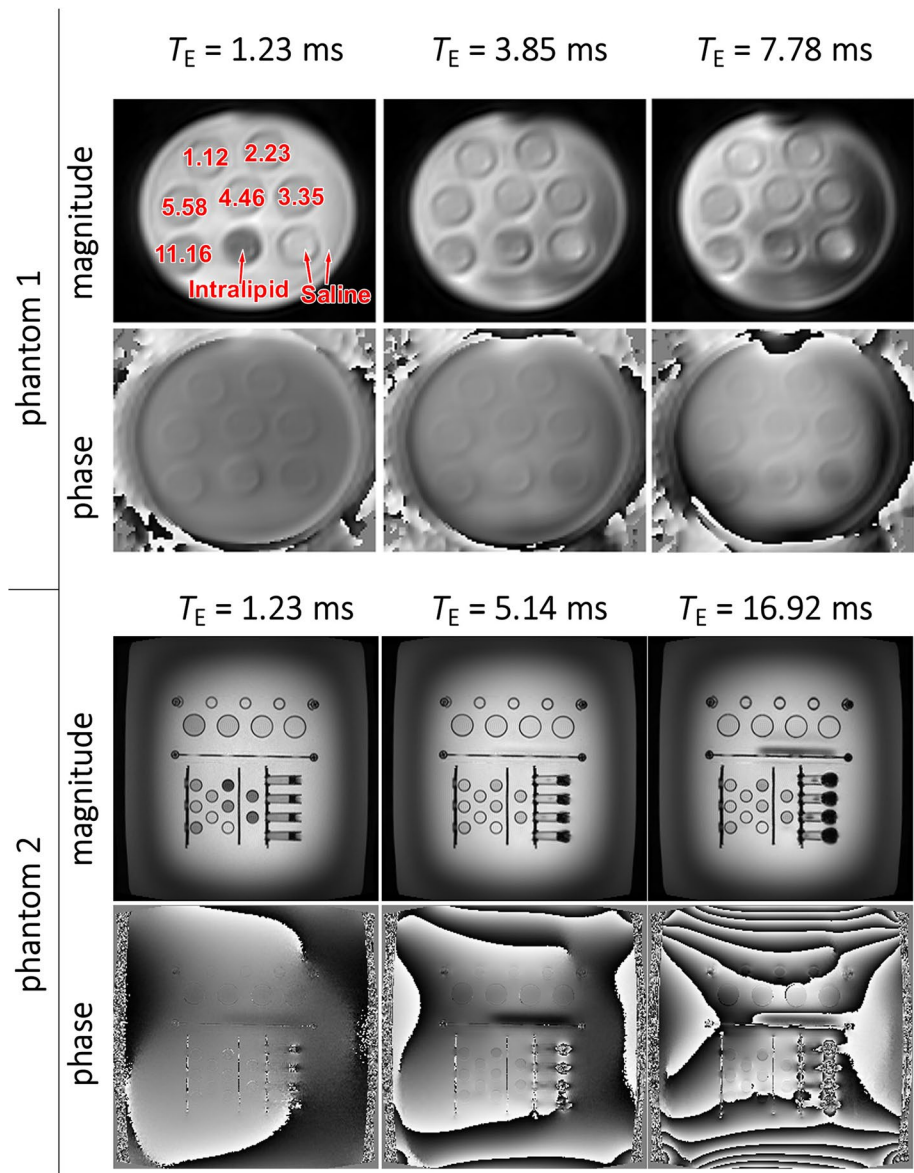 phantom 1
T_E = 1.23 ms T_E = 3.85 ms T_E = 7.78 ms
magnitude
1.12 2.23
5.58 4.46 3.35
11.16
Intralipid Saline
phase
phantom 2
T_E = 1.23 ms T_E = 5.14 ms T_E = 16.92 ms
magnitude
phase